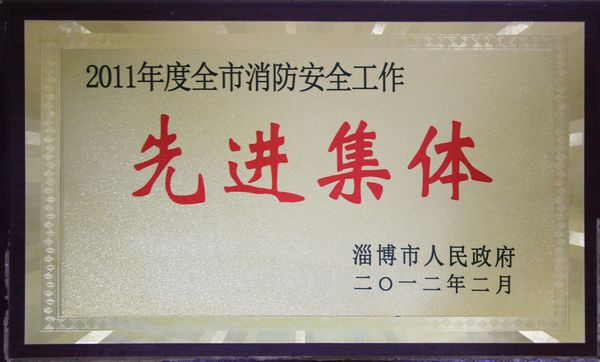 2011年度全市消防安全工作
先进集体
淄博市人民政府
二〇一二年二月